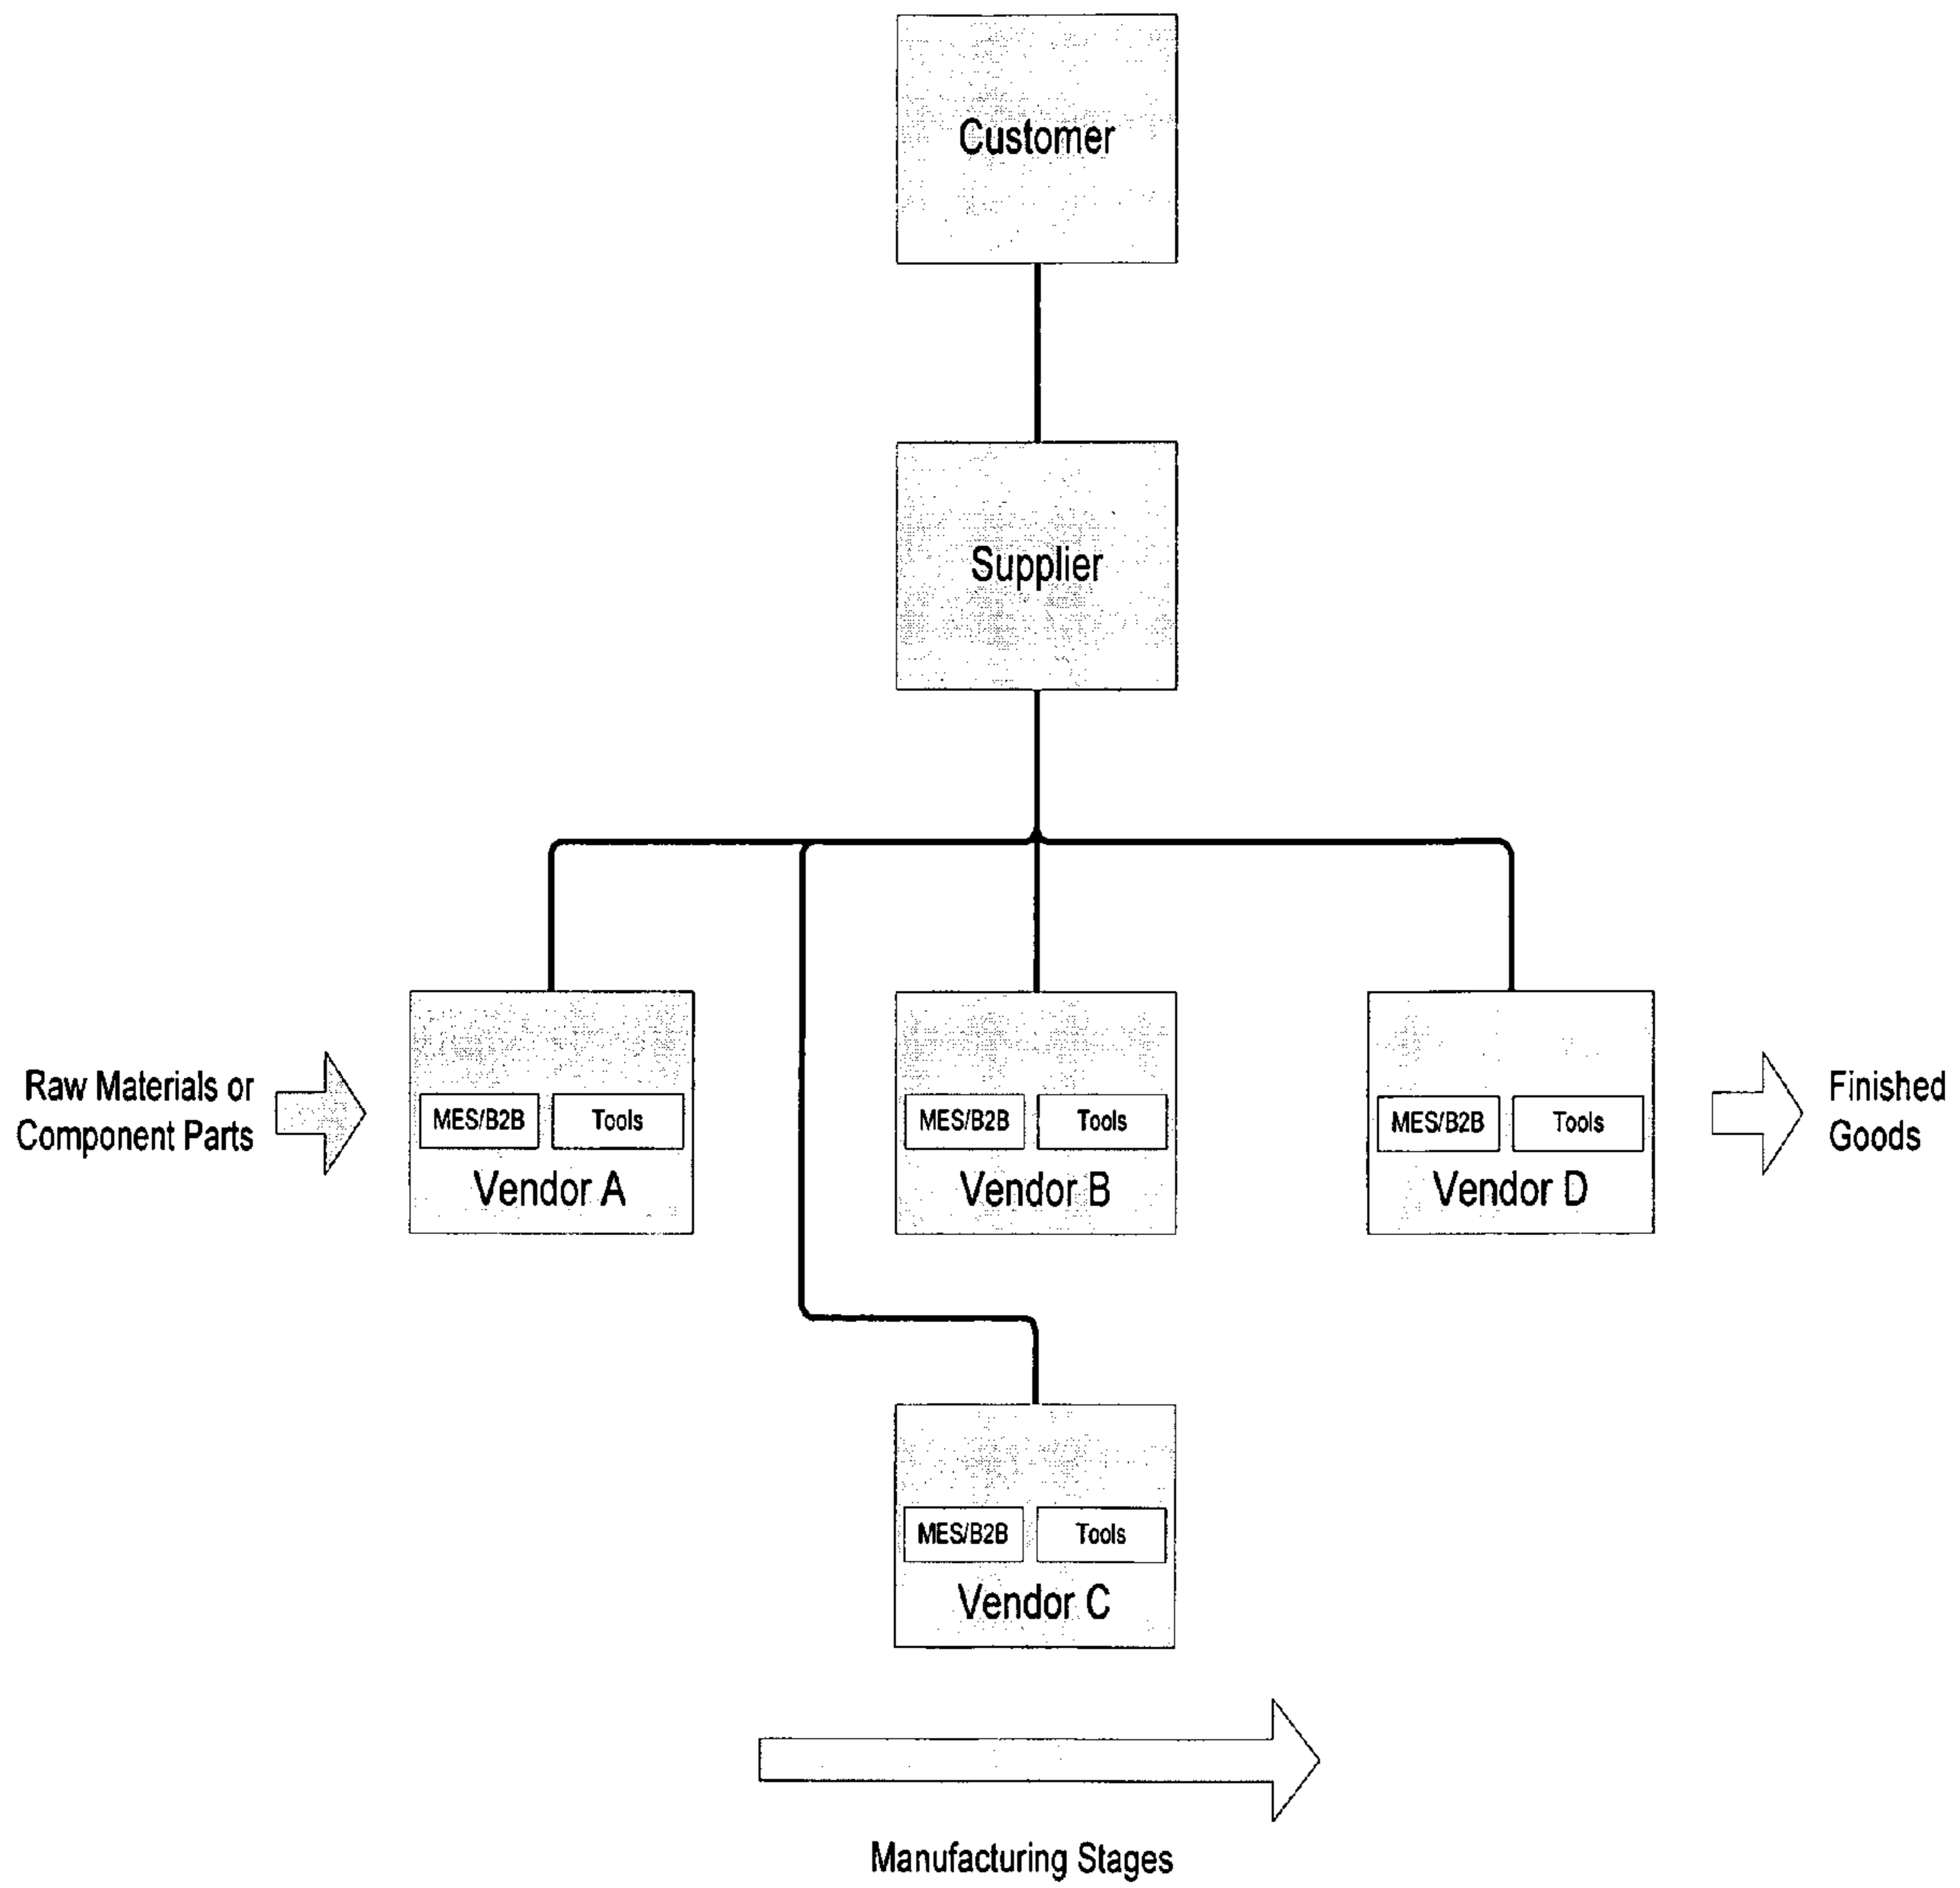 Customer
Supplier
Raw Materials or
Component Parts
MES/B2B
Tools
Vendor A
MES/B2B
Tools
Vendor B
MES/B2B
Tools
Vendor D
Finished
Goods
MES/B2B
Tools
Vendor C
Manufacturing Stages